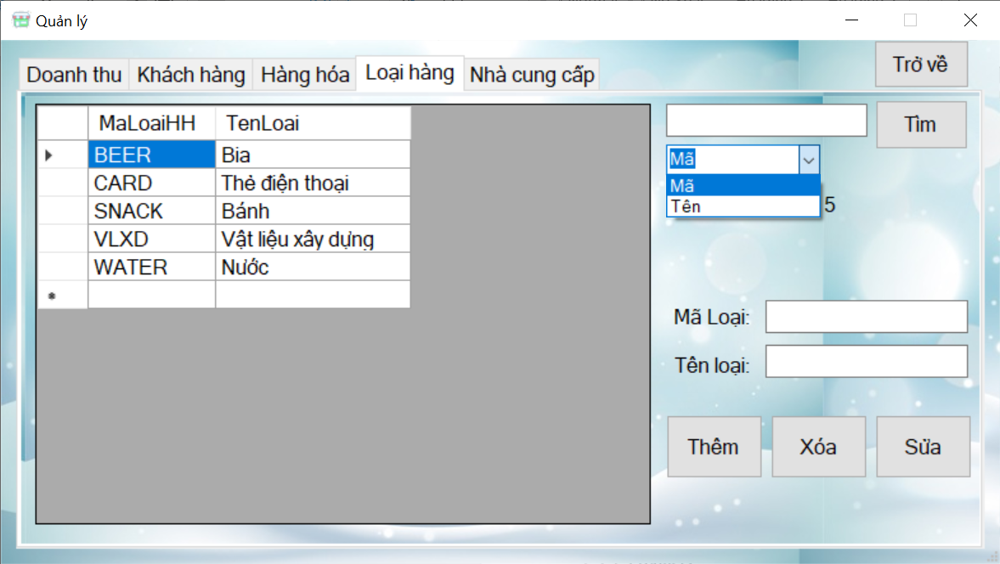 Quản lý
Trở về
Doanh thu Khách hàng Hàng hóa Loại hàng Nhà cung cấp
MaLoaiHH TenLoai
BEER Bia
CARD Thẻ điện thoại
SNACK Bánh
VLXD Vật liệu xây dựng
WATER Nước
*
Tìm
Mã
Mã
Tên
5
Mã Loại:
Tên loại:
Thêm Xóa Sửa